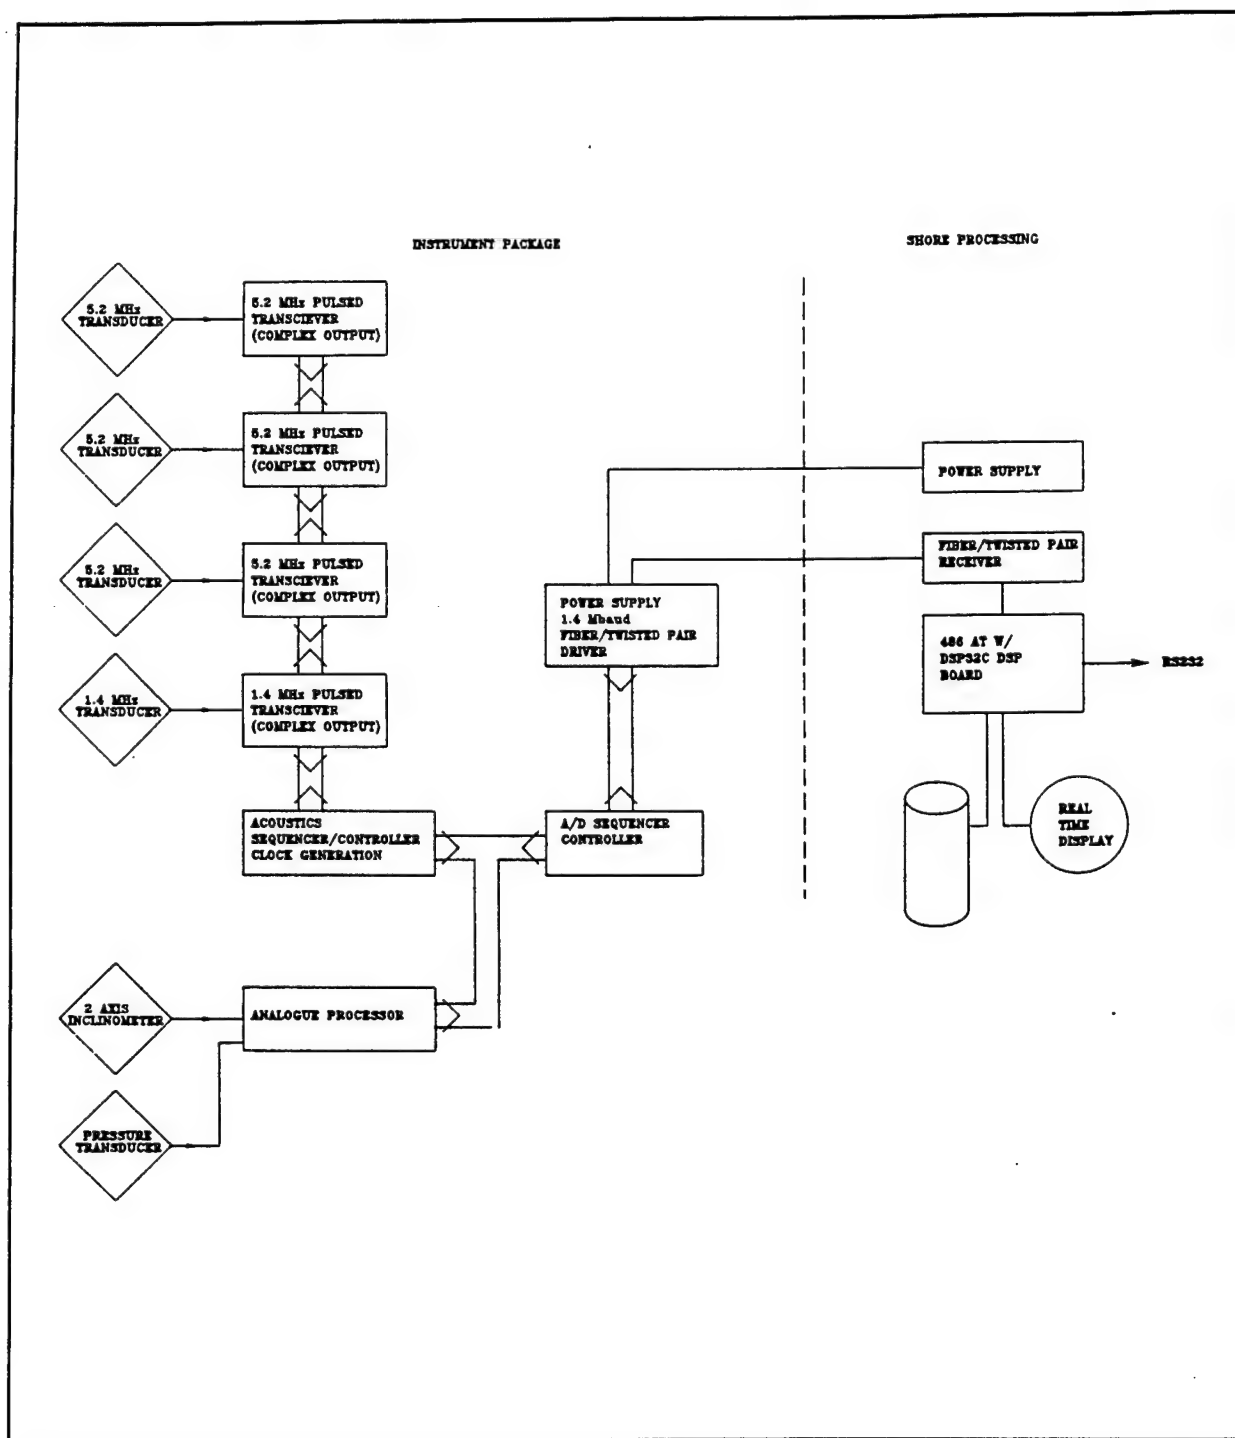 INSTRUMENT PACKAGE
SHORE PROCESSING
5.2 MHz
TRANSDUCER
5.2 MHz PULSED
TRANSCIEVER
(COMPLEX OUTPUT)
5.2 MHz
TRANSDUCER
5.2 MHz PULSED
TRANSCIEVER
(COMPLEX OUTPUT)
5.2 MHz
TRANSDUCER
5.2 MHz PULSED
TRANSCIEVER
(COMPLEX OUTPUT)
1.4 MHz
TRANSDUCER
1.4 MHz PULSED
TRANSCIEVER
(COMPLEX OUTPUT)
ACOUSTICS
SEQUENCER/CONTROLLER
CLOCK GENERATION
A/D SEQUENCER
CONTROLLER
POWER SUPPLY
1.4 Mbaud
FIBER/TWISTED PAIR
DRIVER
POWER SUPPLY
FIBER/TWISTED PAIR
RECEIVER
486 AT W/
DSP32C DSP
BOARD
RS232
REAL
TIME
DISPLAY
2 AXIS
INCLINOMETER
ANALOGUE PROCESSOR
PRESSURE
TRANSDUCER